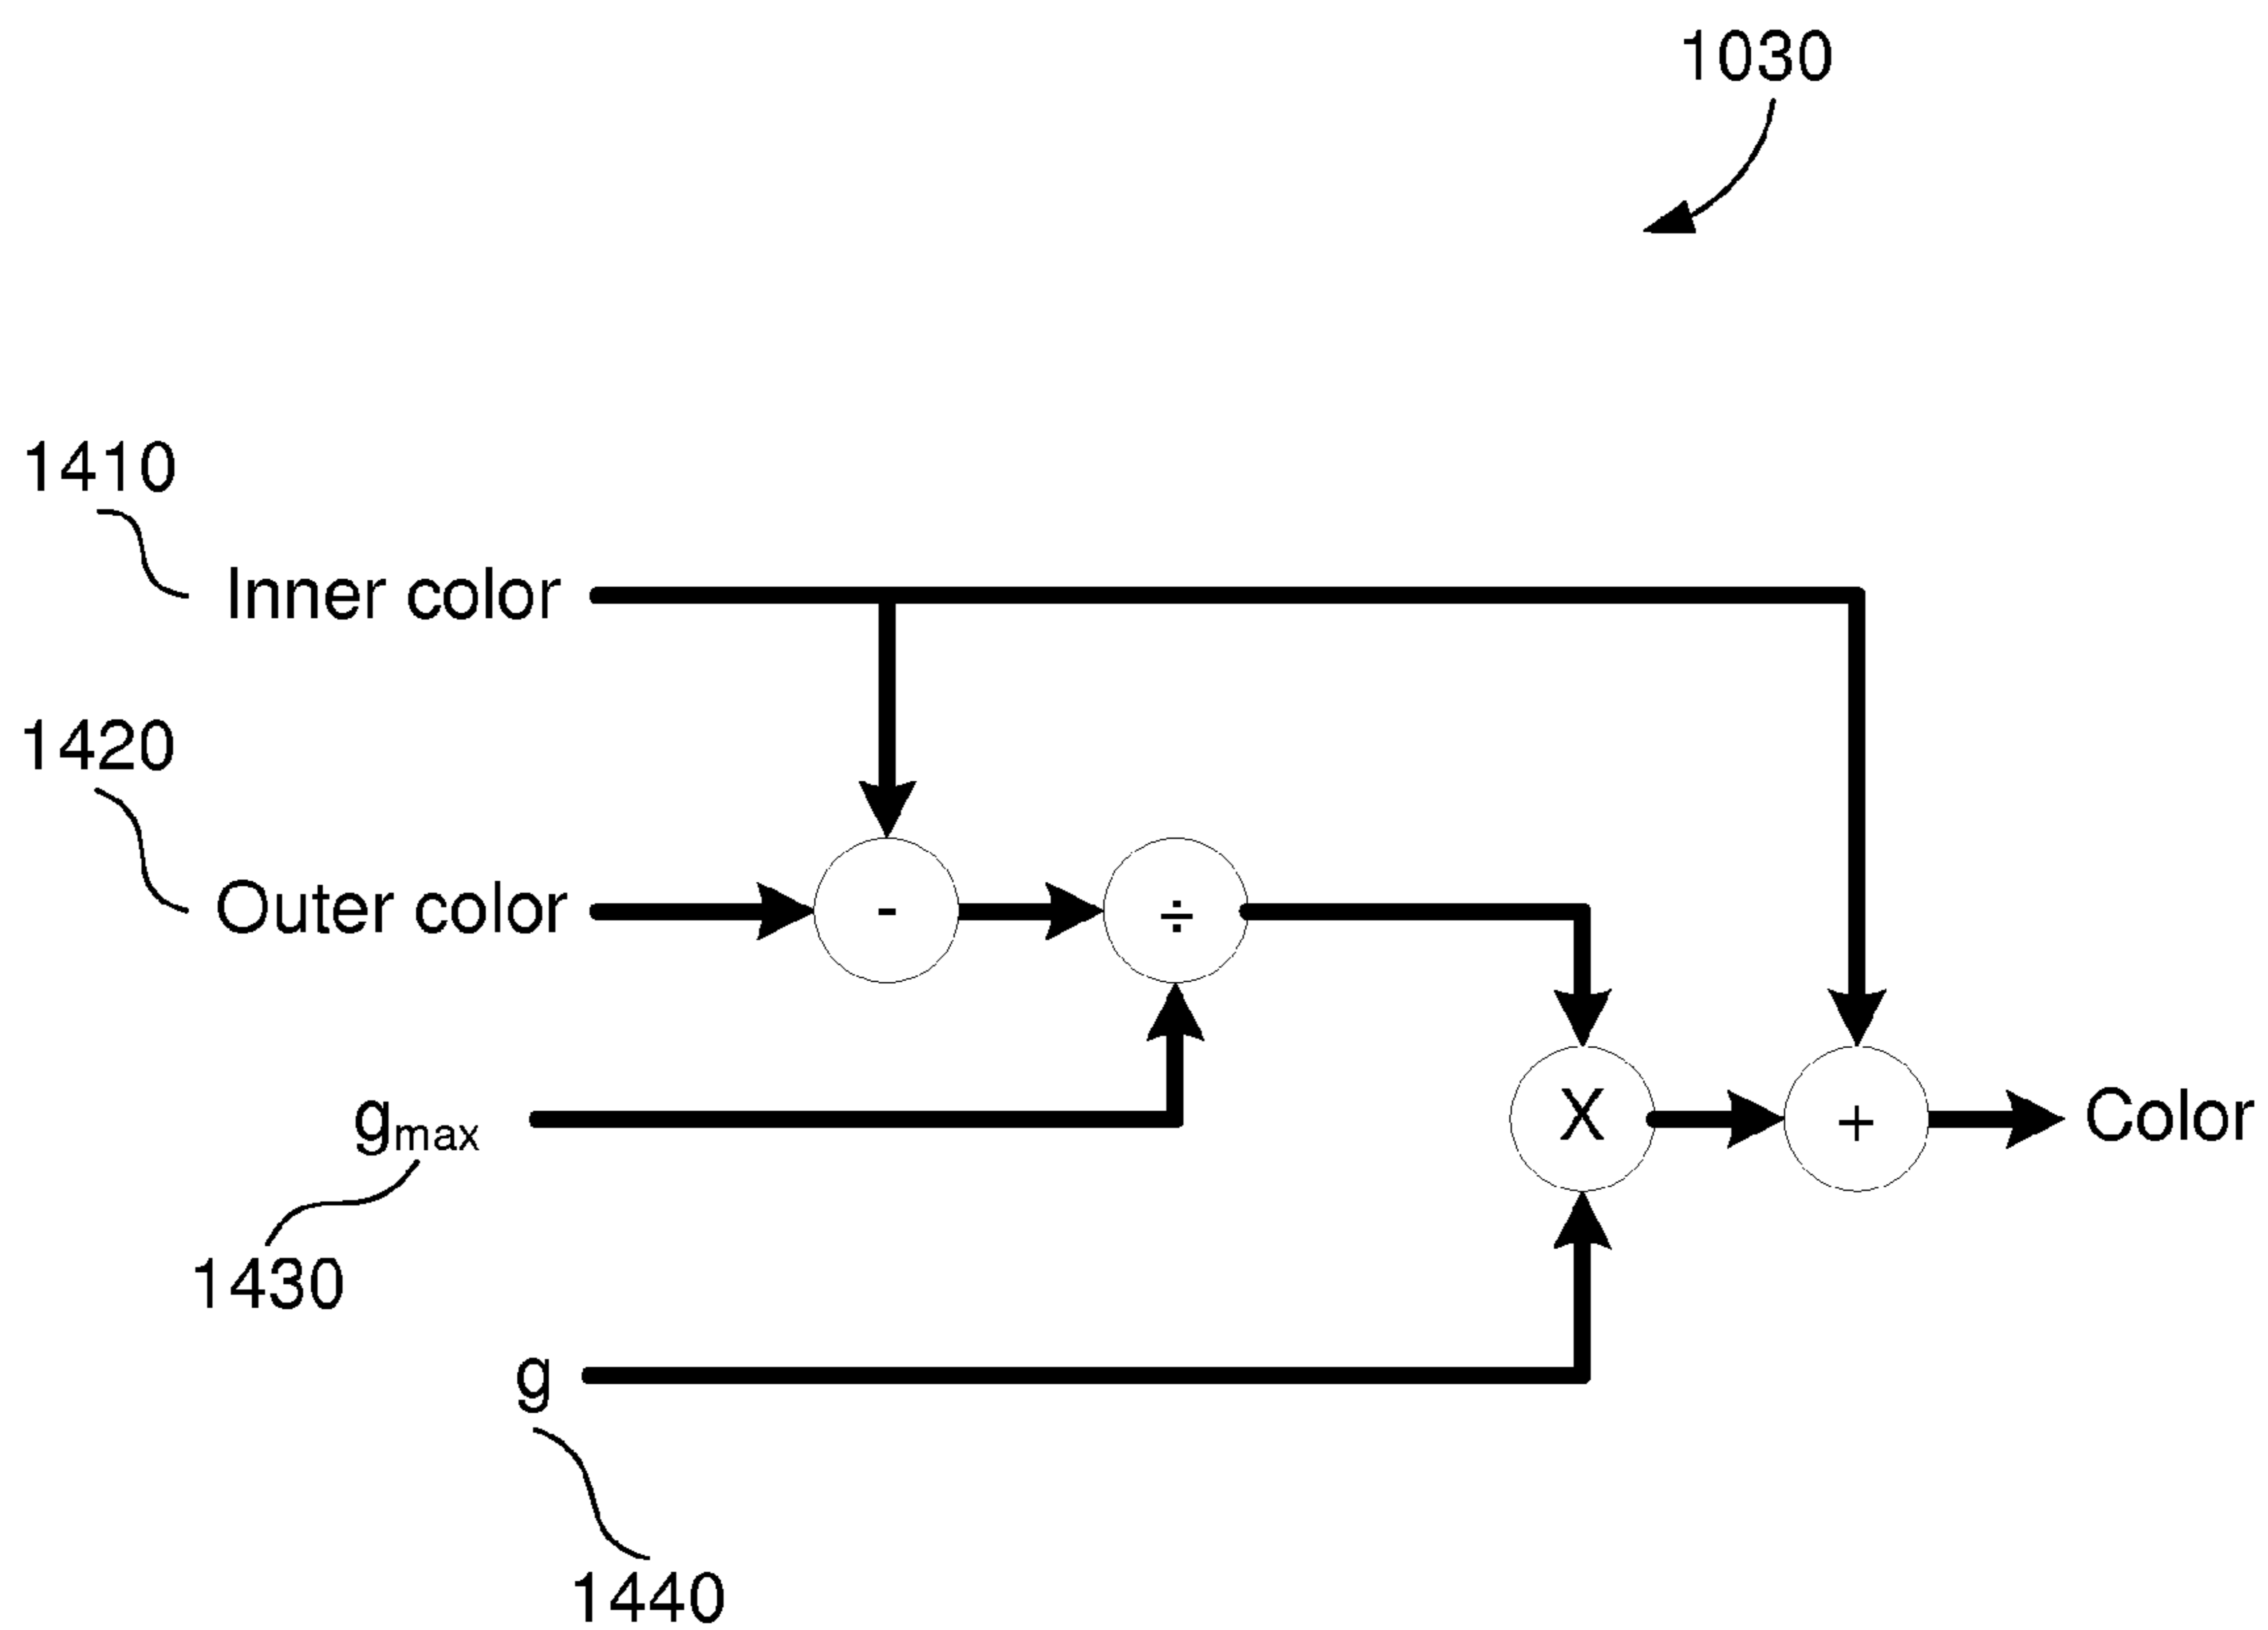 1030
1410
Inner color
1420
Outer color
-
÷
gmax
X
+
Color
1430
g
1440